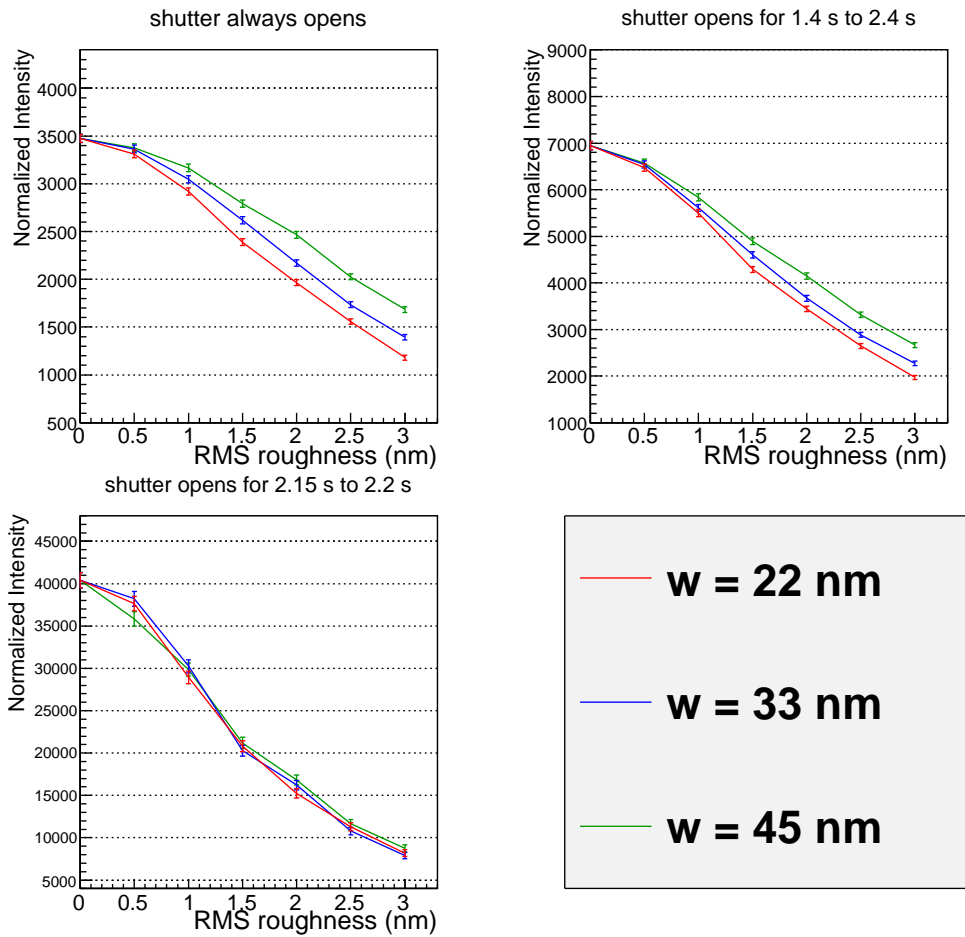 shutter always opens
Normalized Intensity
4000
3500
3000
2500
2000
1500
1000
500
0 0.5 1 1.5 2 2.5 3
RMS roughness (nm)
shutter opens for 1.4 s to 2.4 s
Normalized Intensity
9000
8000
7000
6000
5000
4000
3000
2000
1000
0 0.5 1 1.5 2 2.5 3
RMS roughness (nm)
shutter opens for 2.15 s to 2.2 s
Normalized Intensity
45000
40000
35000
30000
25000
20000
15000
10000
5000
0 0.5 1 1.5 2 2.5 3
RMS roughness (nm)
w = 22 nm
w = 33 nm
w = 45 nm